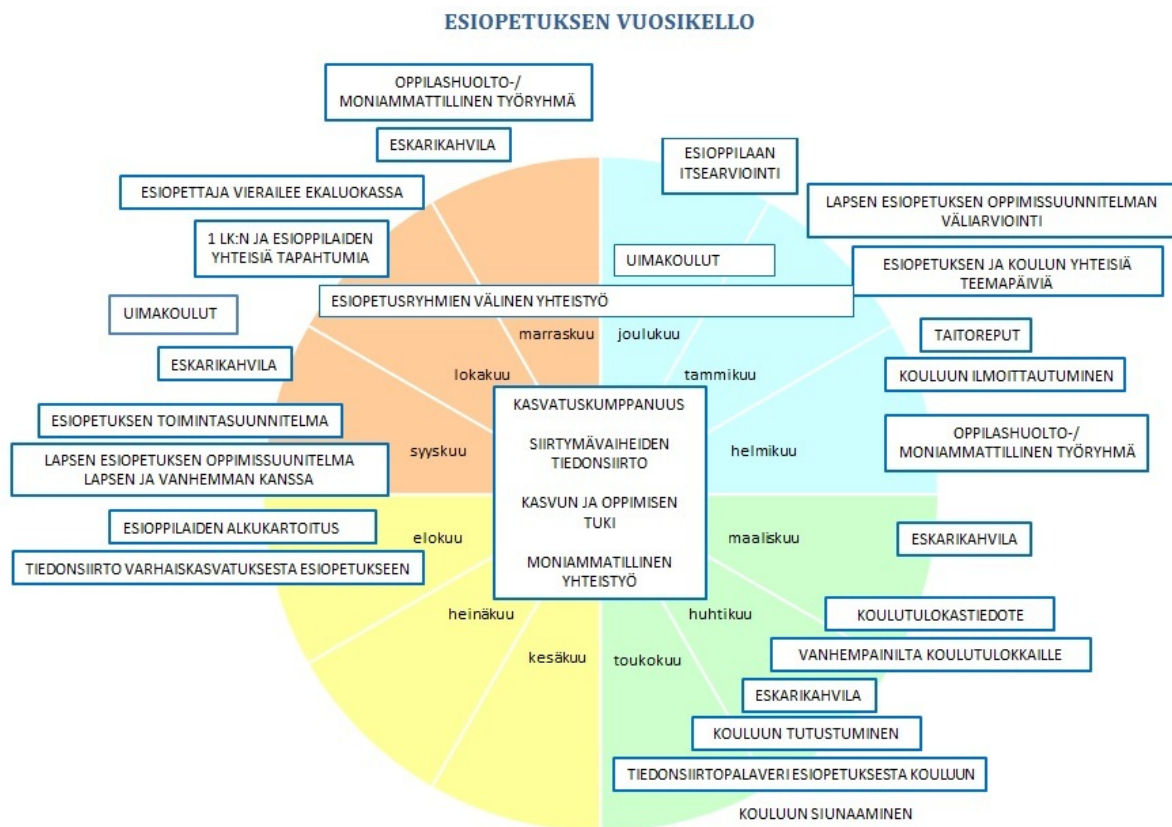 ESIOPETUKSEN VUOSIKELLO
OPPILASHUOLTO-/
MONIAMMATTILLINEN TYÖRYHMÄ
ESKARIKAHVILA
ESIOPETTAJA VIERAILEE EKALUOKASSA
1 LK:N JA ESIOPPILAIDEN
YHTEISIÄ TAPAHTUMIA
UIMAKOULUT
ESKARIKAHVILA
ESIOPETUKSEN TOIMINTASUUNNITELMA
LAPSEN ESIOPETUKSEN OPPIMISSUUNITELMA
LAPSEN JA VANHEMMAN KANSSA
ESIOPPILAIDEN ALKUKARTOITUS
TIEDONSIIRTO VARHAISKASVATUKSESTA ESIOPETUKSEEN
ESIOPPILAAN
ITSEARVIOINTI
LAPSEN ESIOPETUKSEN OPPIMISSUUNNITELMAN
VÄLIARVIOINTI
UIMAKOULUT
ESIOPETUKSEN JA KOULUN YHTEISIÄ
TEEMAPÄIVIÄ
ESIOPETUSRYHMIEN VÄLINEN YHTEISTYÖ
TAITOREPUT
KOULUUN ILMOITTAUTUMINEN
OPPILASHUOLTO-/
MONIAMMATTILLINEN TYÖRYHMÄ
marraskuu
joulukuu
lokakuu
tammikuu
syyskuu
helmikuu
elokuu
maaliskuu
heinäkuu
huhtikuu
kesäkuu
toukokuu
KASVATUSKUMPPANUUS
SIIRTYMÄVAIHEIDEN
TIEDONSIIRTO
KASVUN JA OPPIMISEN
TUKI
MONIAMMATILLINEN
YHTEISTYÖ
ESKARIKAHVILA
KOULUTULOKASTIEDOTE
VANHEMPAINILTA KOULUTULOKKAILLE
ESKARIKAHVILA
KOULUUN TUTUSTUMINEN
TIEDONSIIRTOPALAVERI ESIOPETUKSESTA KOULUUN
KOULUUN SIUNAAMINEN